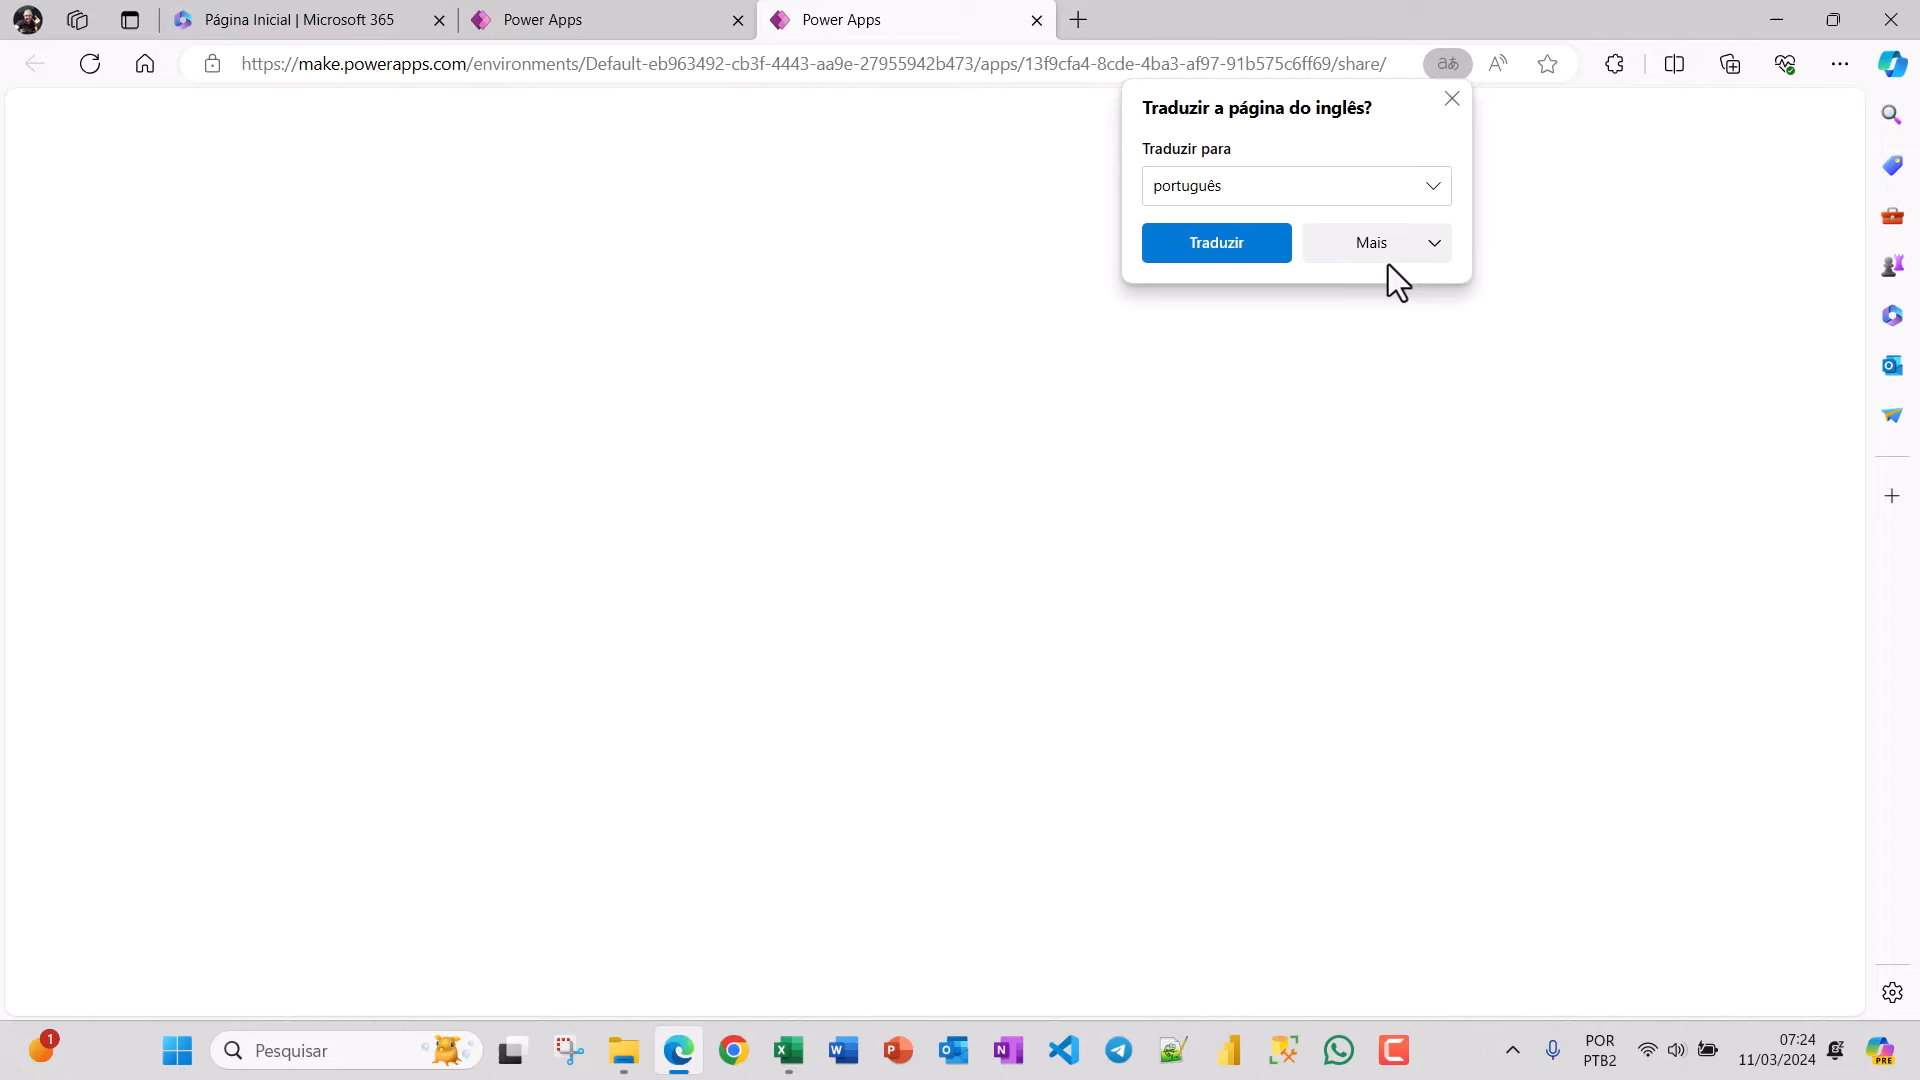 Página Inicial | Microsoft 365
Power Apps
Power Apps
https://make.powerapps.com/environments/Default-eb963492-cb3f-4443-aa9e-27955942b473/apps/13f9cfa4-8cde-4ba3-af97-91b575c6ff69/share/
Traduzir a página do inglês?
Traduzir para
português
Traduzir
Mais
1
Pesquisar
POR
PTB2
07:24
11/03/2024
PRE